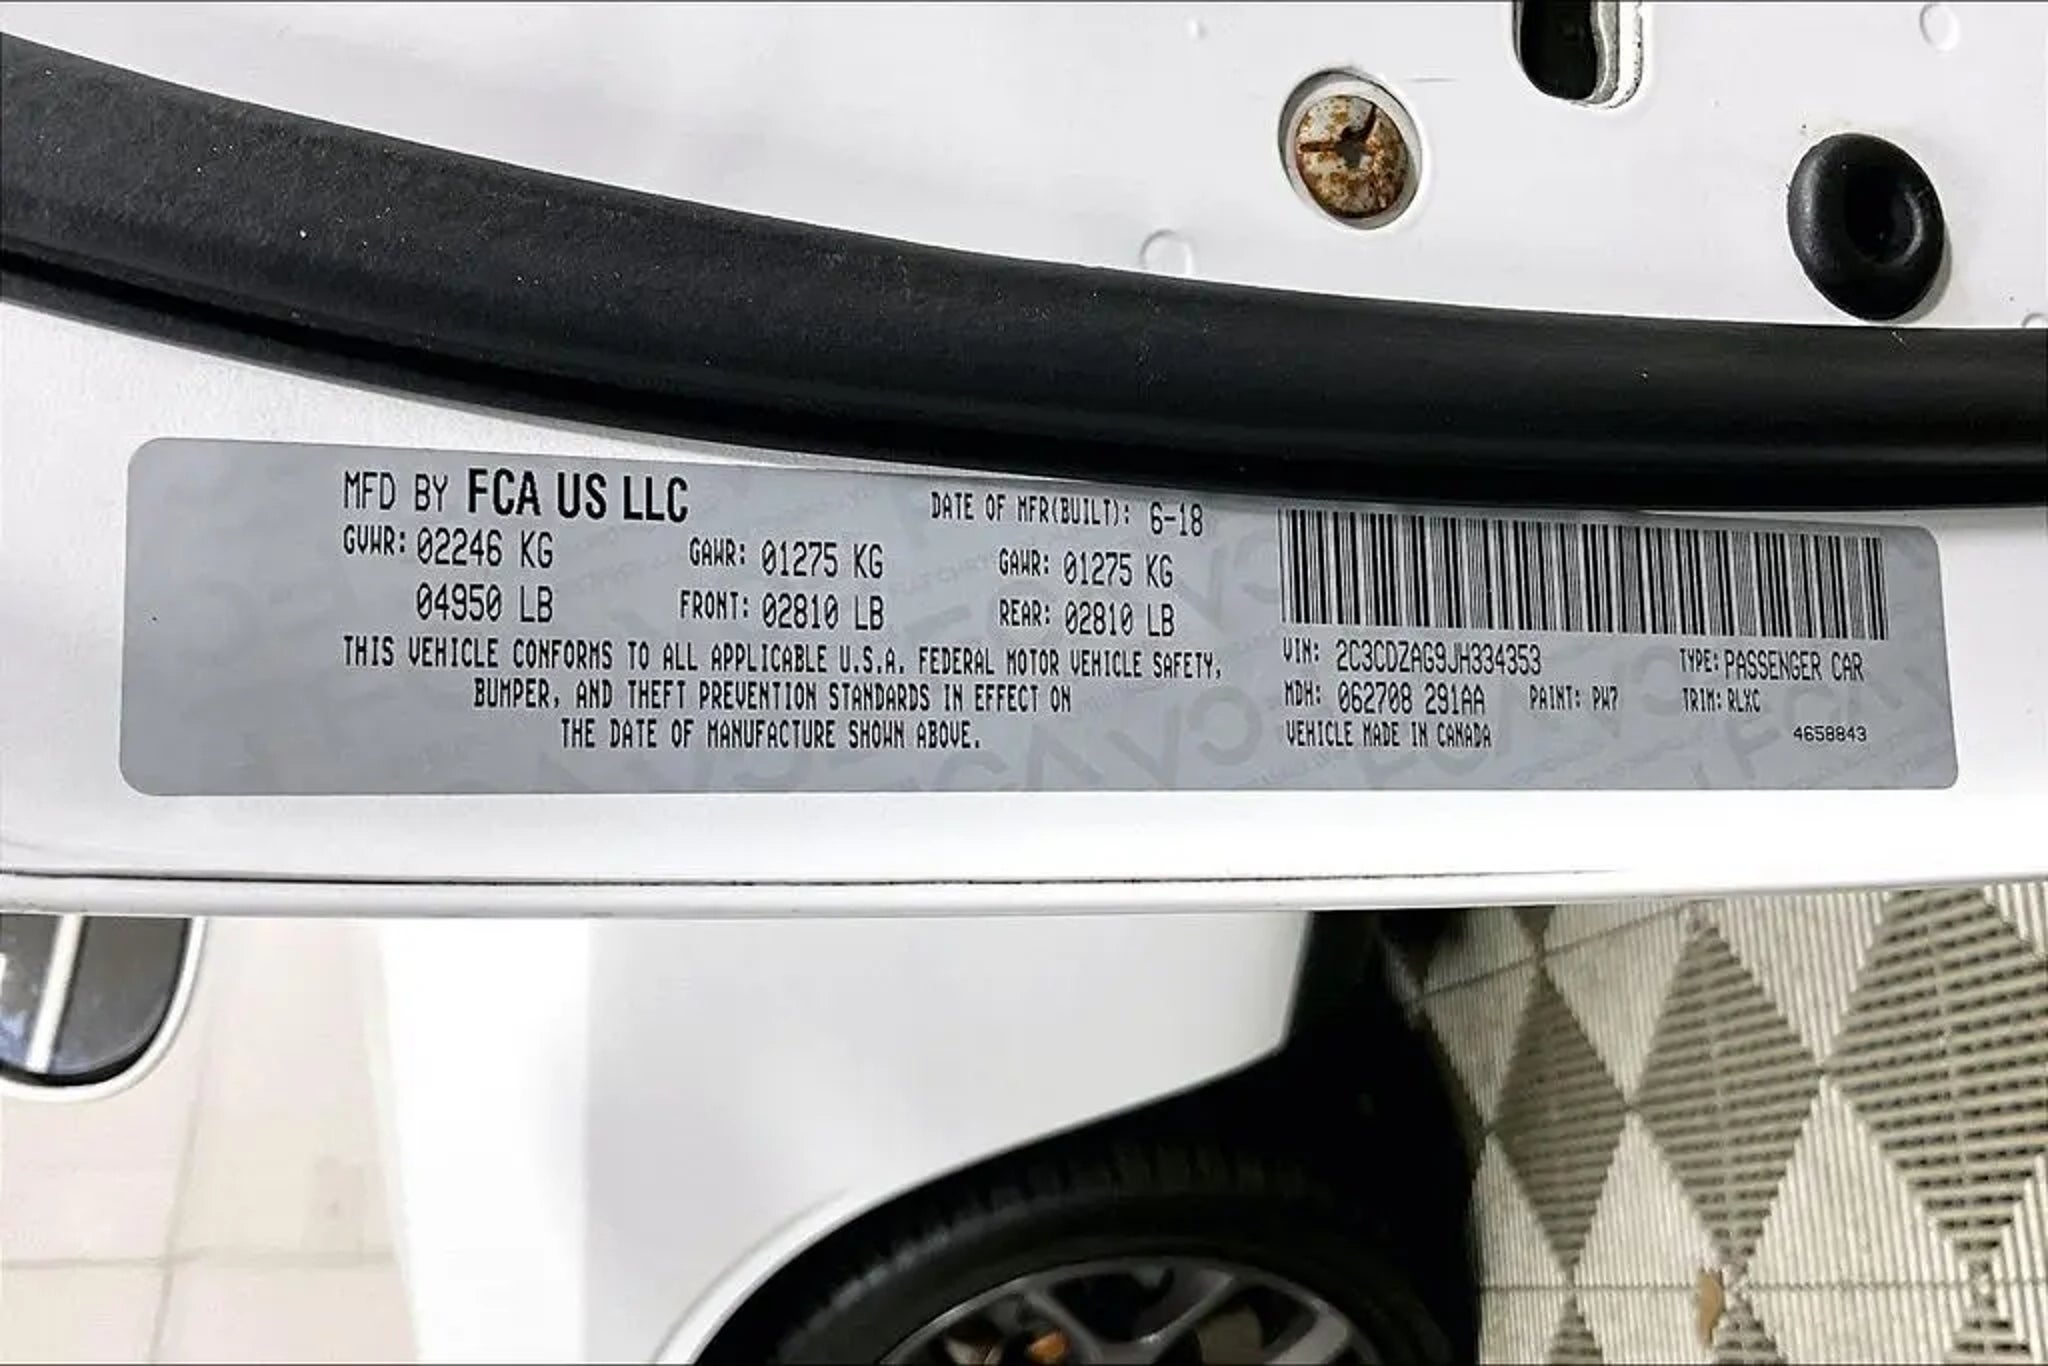 MFD BY FCA US LLC DATE OF MFR(BUILT): 6-18
GVWR: 02246 KG GAWR: 01275 KG GAWR: 01275 KG
04950 LB FRONT: 02810 LB REAR: 02810 LB
THIS VEHICLE CONFORMS TO ALL APPLICABLE U.S.A. FEDERAL MOTOR VEHICLE SAFETY,
BUMPER, AND THEFT PREVENTION STANDARDS IN EFFECT ON
THE DATE OF MANUFACTURE SHOWN ABOVE.
VIN: 2C3CDZAG9JH334353 TYPE: PASSENGER CAR
MDH: 062708 291AA PAINT: PW7 TRIM: RLXC
VEHICLE MADE IN CANADA 4658843